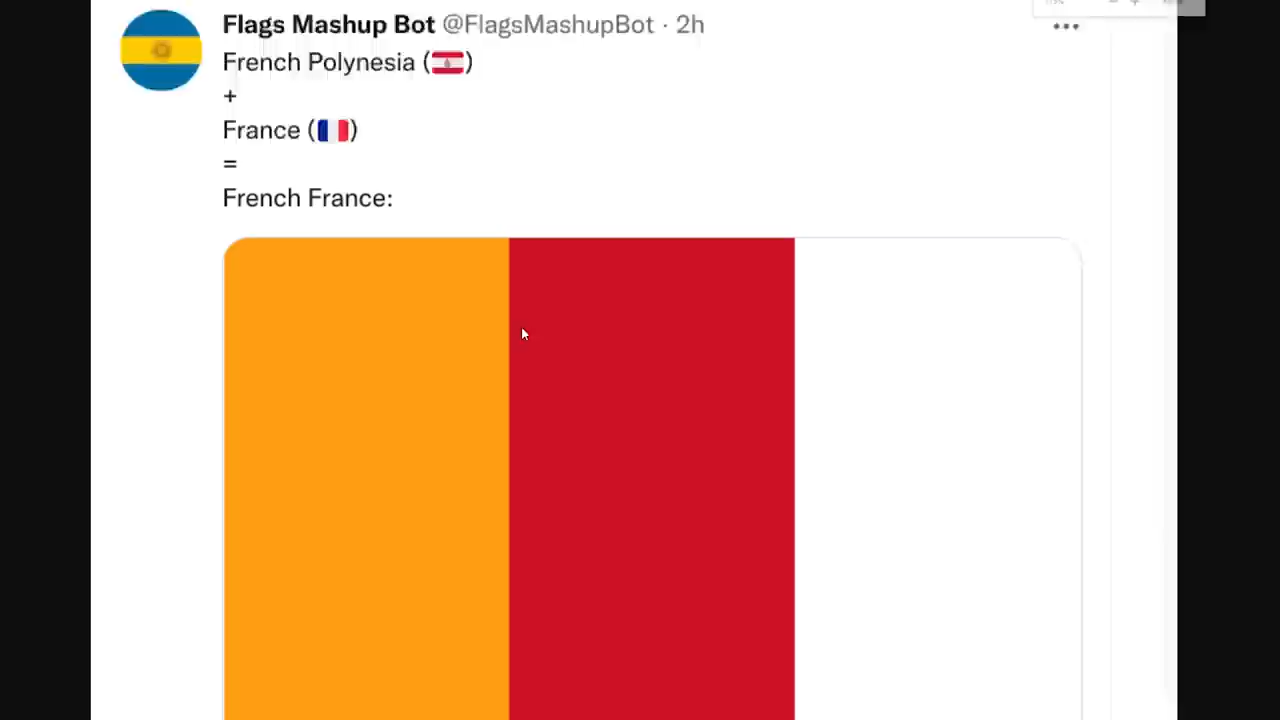 Flags Mashup Bot @FlagsMashupBot · 2h
French Polynesia (🇵🇫)
+
France (🇫🇷)
=
French France: